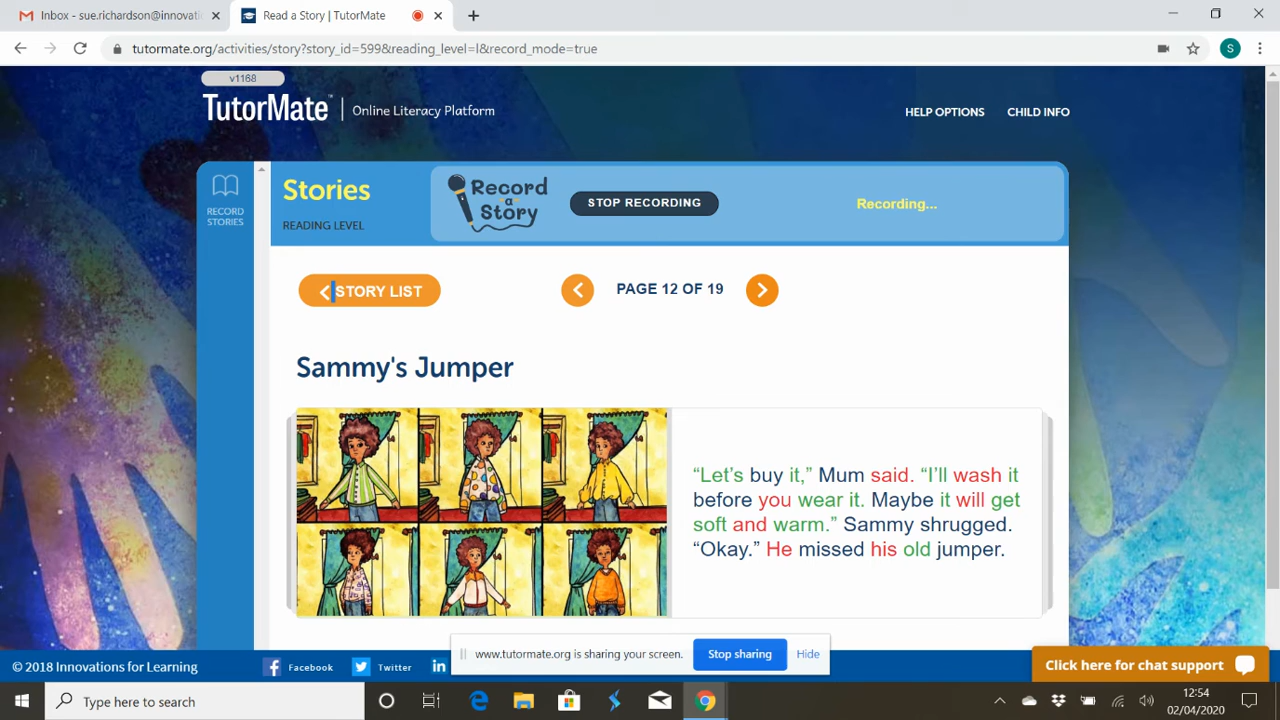 Inbox - sue.richardson@innovati
Read a Story | TutorMate
tutormate.org/activities/story?story_id=599&reading_level=l&record_mode=true
S
v1168
TutorMate | Online Literacy Platform
HELP OPTIONS
CHILD INFO
RECORD
STORIES
Stories
READING LEVEL
Record
a
Story
STOP RECORDING
Recording...
STORY LIST
PAGE 12 OF 19
Sammy's Jumper
“Let’s buy it,” Mum said. “I’ll wash it
before you wear it. Maybe it will get
soft and warm.” Sammy shrugged.
“Okay.” He missed his old jumper.
www.tutormate.org is sharing your screen.
Stop sharing
Hide
© 2018 Innovations for Learning
Facebook
Twitter
in
Click here for chat support
Type here to search
12:54
02/04/2020